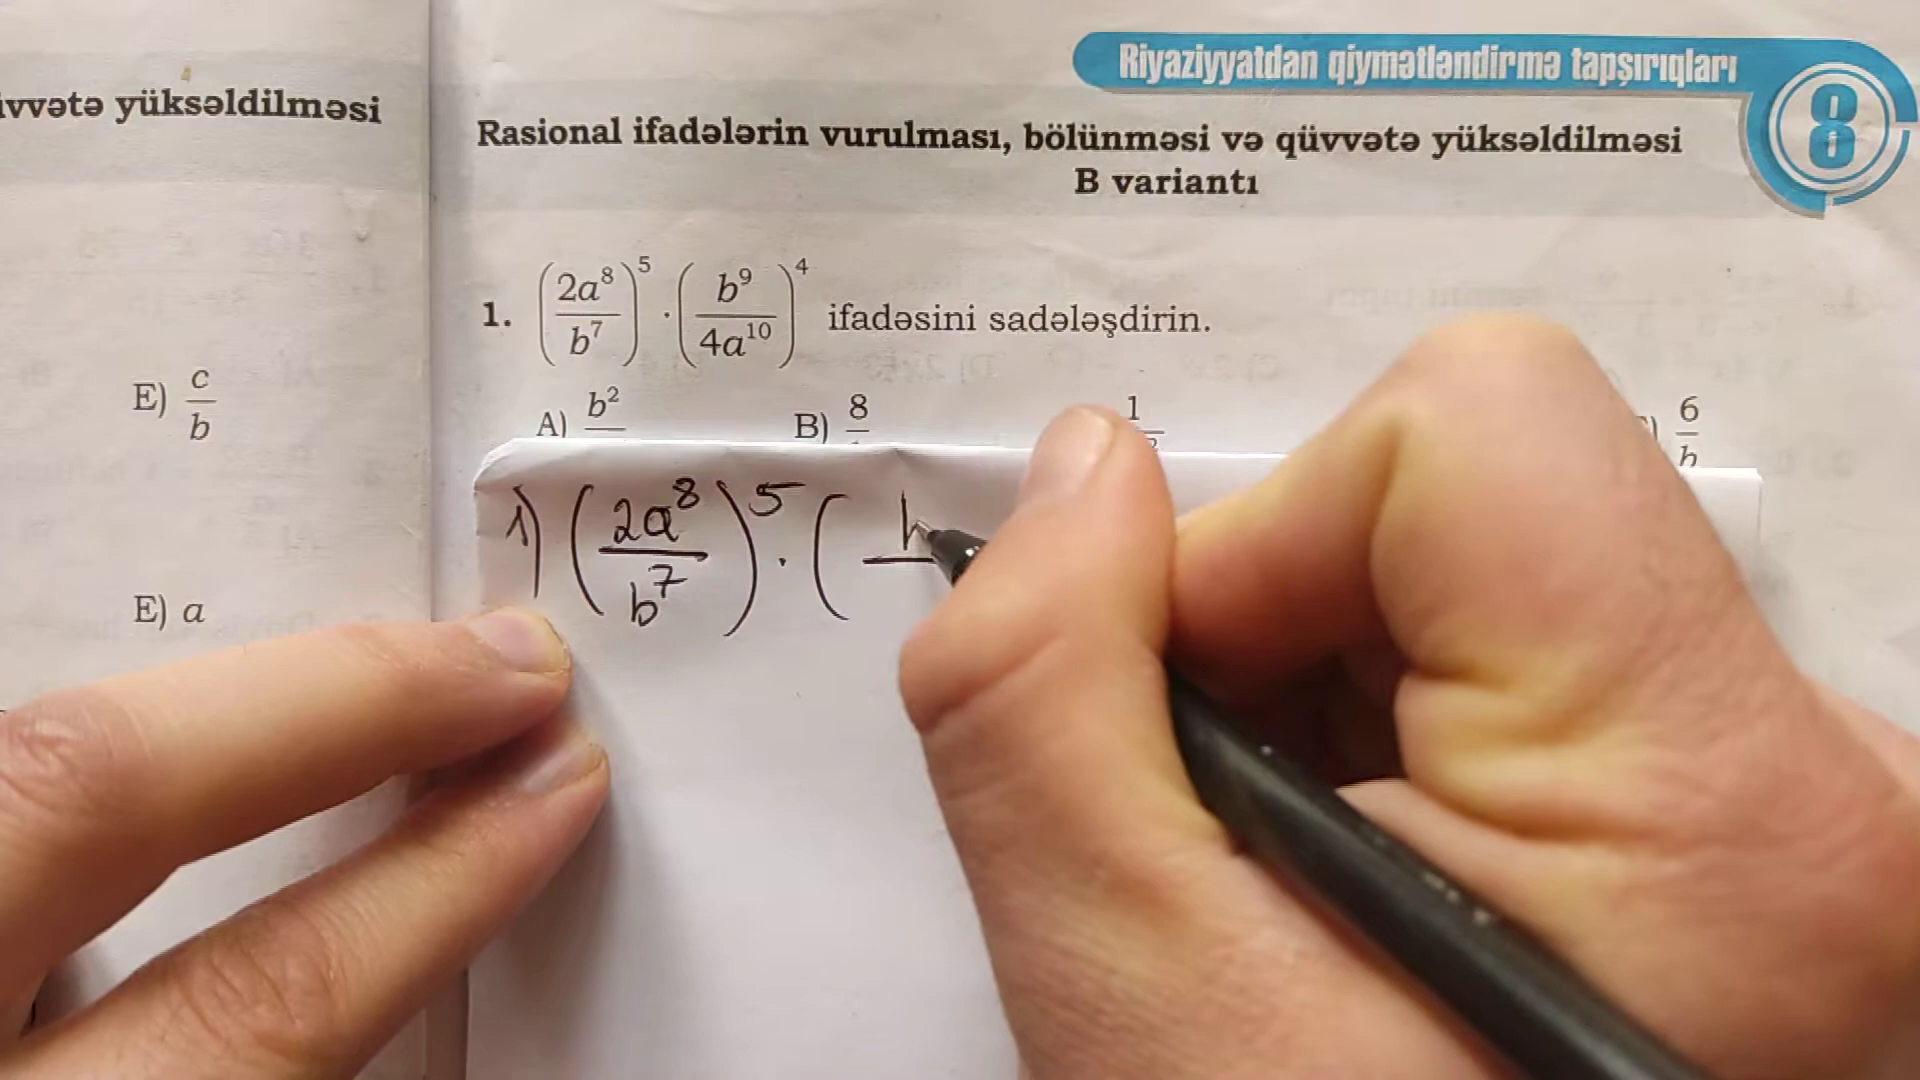 Riyaziyyatdan qiymətləndirmə tapşırıqları
8
yüksəldilməsi
Rasional ifadələrin vurulması, bölünməsi və qüvvətə yüksəldilməsi
B variantı
1. (2a⁸/b⁷)⁵ · (b⁹/4a¹⁰)⁴ ifadəsini sadələşdirin.
E) c/b
A) b² B) 8 1 6/b
1) (2a⁸/b⁷)⁵ · (
E) a